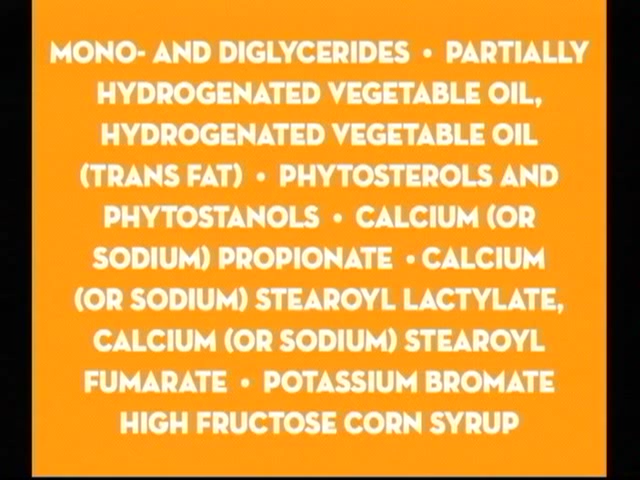 MONO- AND DIGLYCERIDES • PARTIALLY
HYDROGENATED VEGETABLE OIL,
HYDROGENATED VEGETABLE OIL
(TRANS FAT) • PHYTOSTEROLS AND
PHYTOSTANOLS • CALCIUM (OR
SODIUM) PROPIONATE • CALCIUM
(OR SODIUM) STEAROYL LACTYLATE,
CALCIUM (OR SODIUM) STEAROYL
FUMARATE • POTASSIUM BROMATE
HIGH FRUCTOSE CORN SYRUP